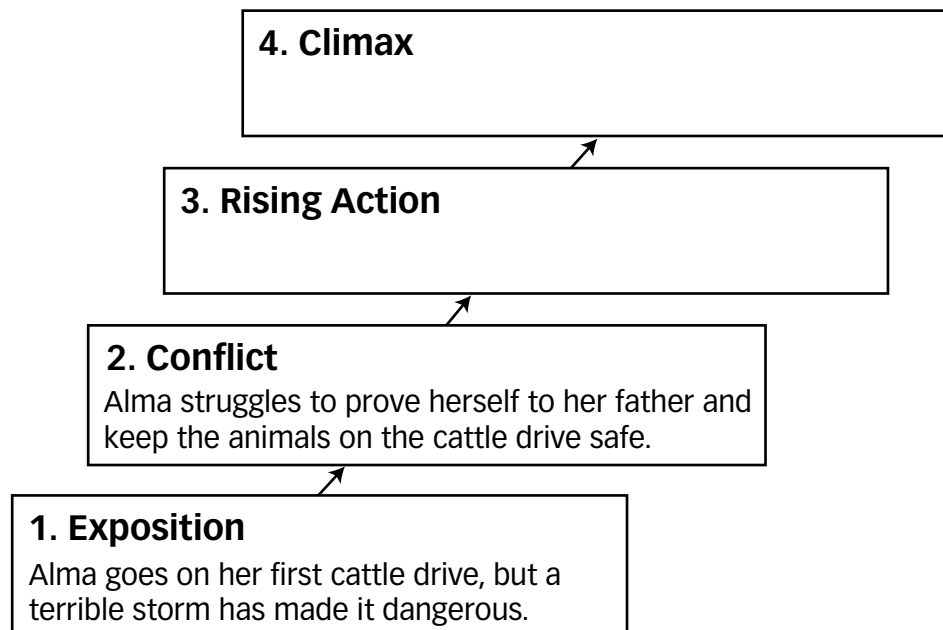 4. Climax
3. Rising Action
2. Conflict
Alma struggles to prove herself to her father and
keep the animals on the cattle drive safe.
1. Exposition
Alma goes on her first cattle drive, but a
terrible storm has made it dangerous.